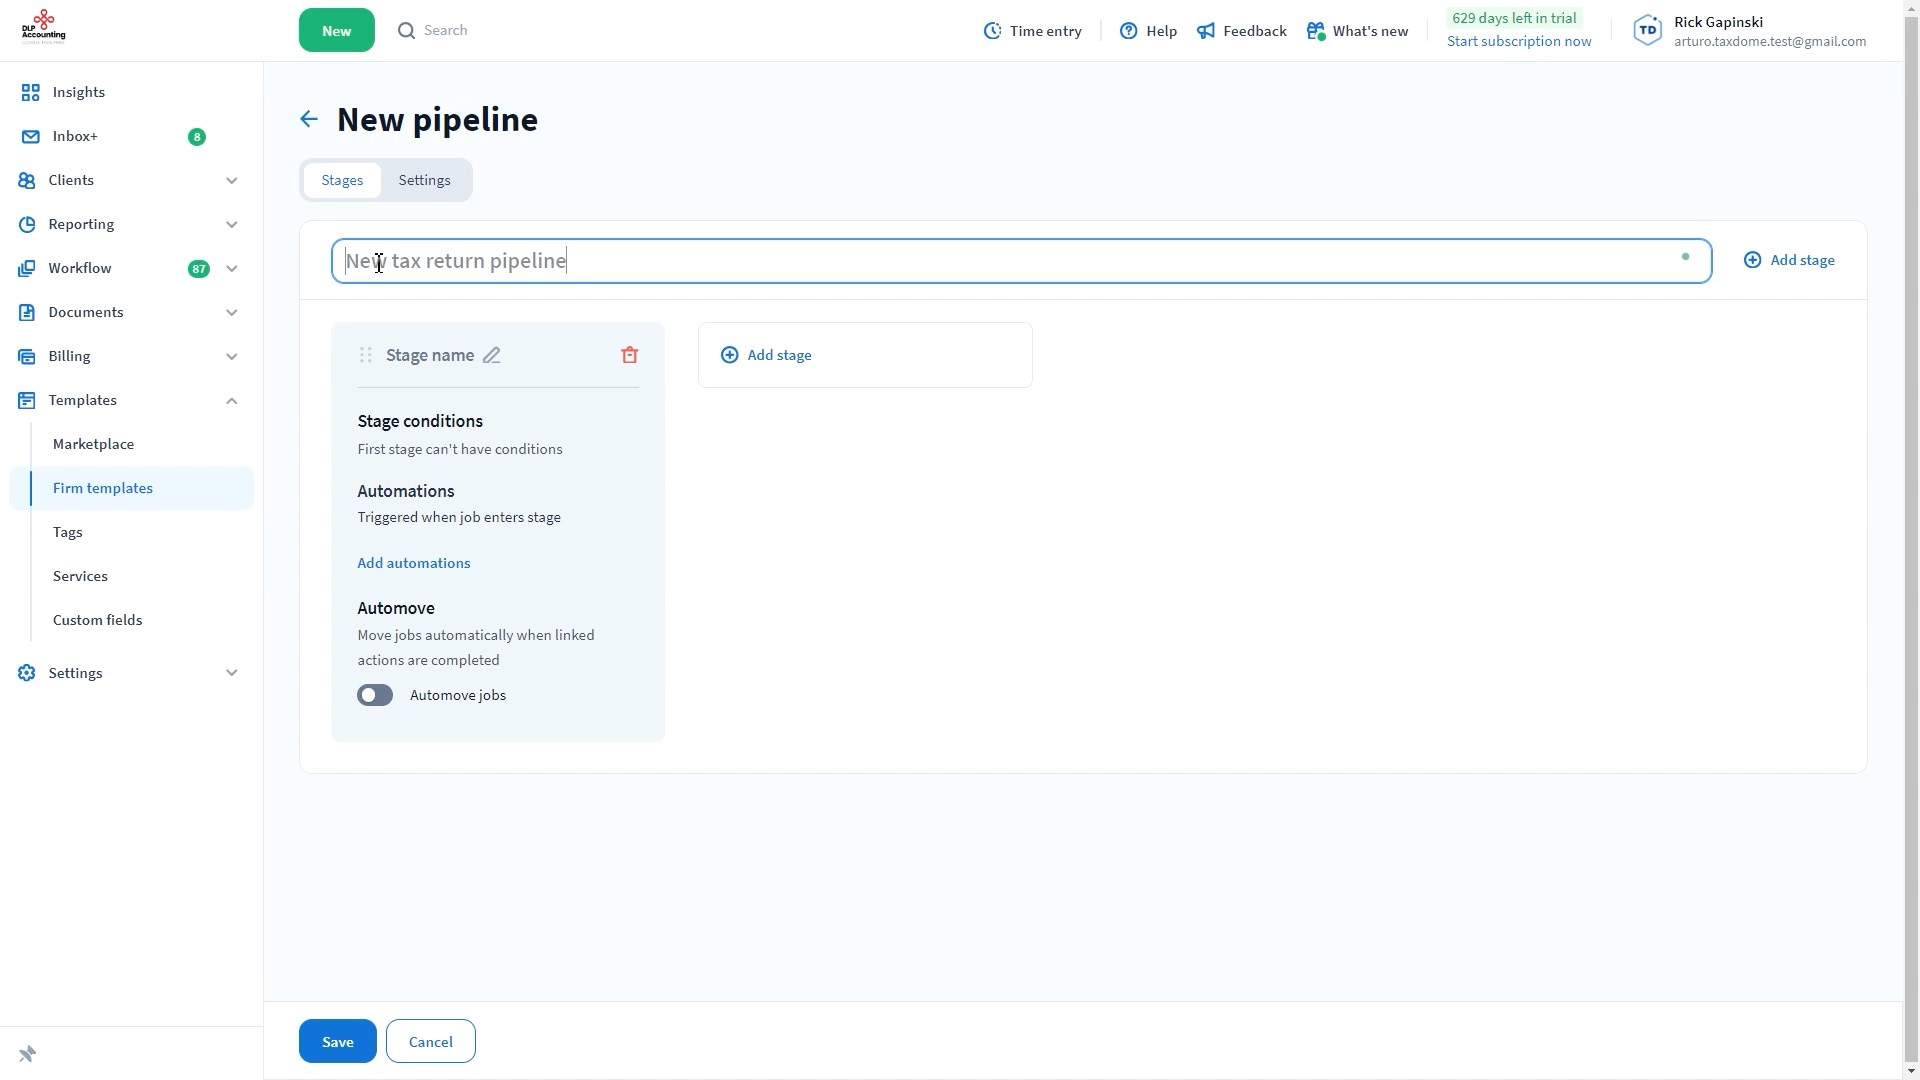 DLP
Accounting
New
Search
Time entry
Help
Feedback
What's new
629 days left in trial
Start subscription now
TD
Rick Gapinski
arturo.taxdome.test@gmail.com
Insights
Inbox+
8
Clients
Reporting
Workflow
87
Documents
Billing
Templates
Marketplace
Firm templates
Tags
Services
Custom fields
Settings
New pipeline
Stages
Settings
New tax return pipeline
Add stage
Stage name
Add stage
Stage conditions
First stage can't have conditions
Automations
Triggered when job enters stage
Add automations
Automove
Move jobs automatically when linked
actions are completed
Automove jobs
Save
Cancel